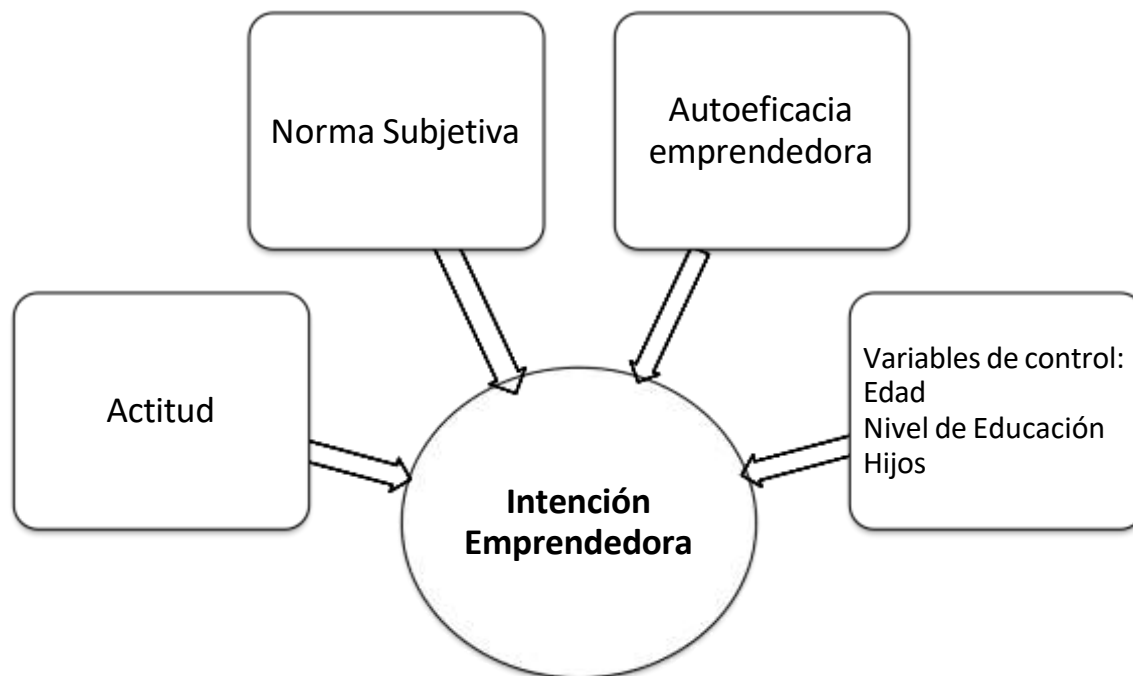 Norma Subjetiva
Autoeficacia
emprendedora
Actitud
Variables de control:
Edad
Nivel de Educación
Hijos
Intención
Emprendedora